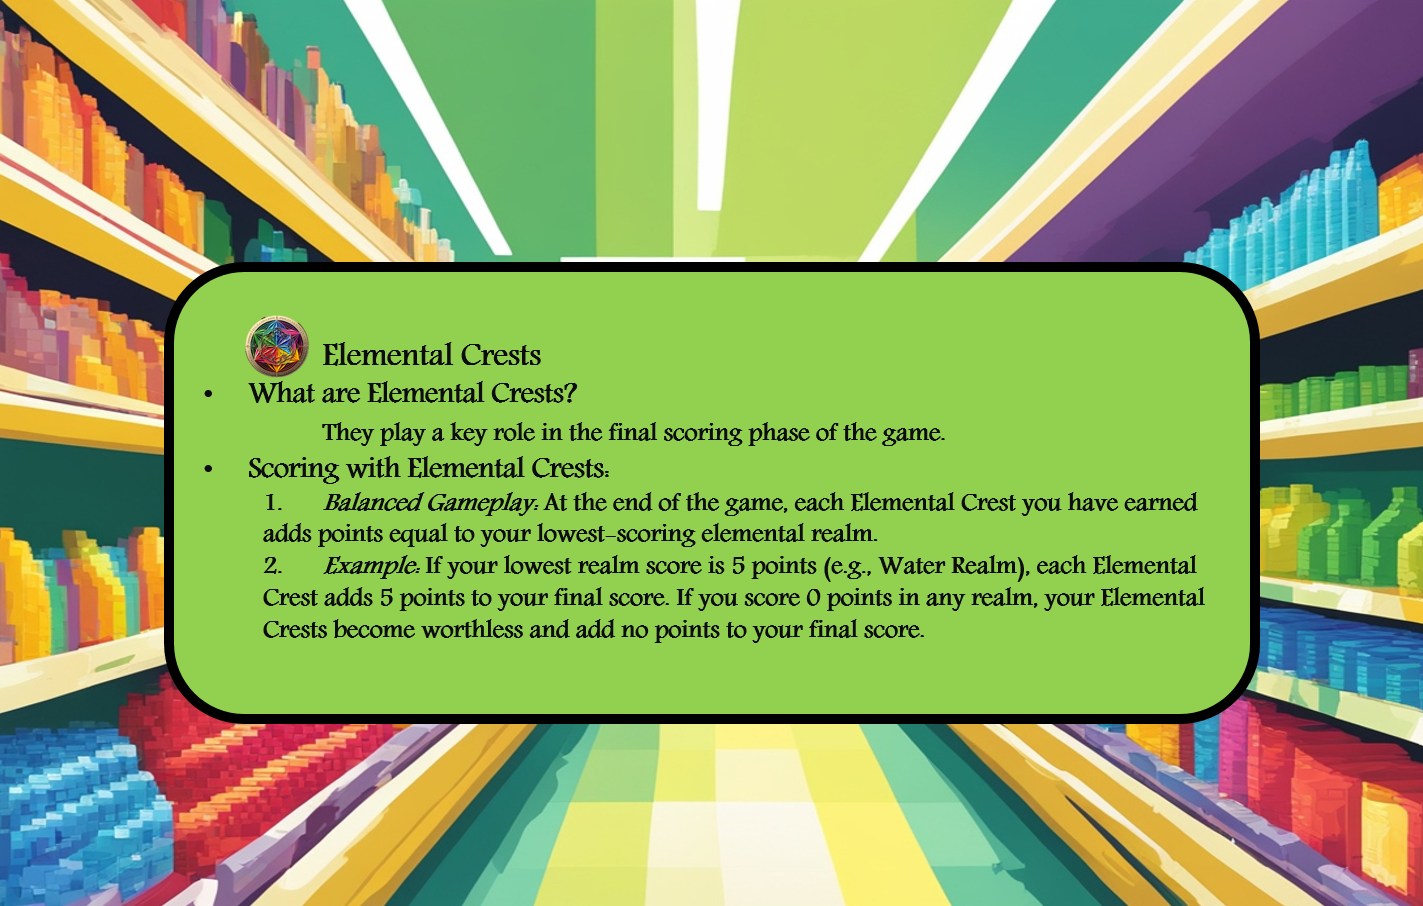 Elemental Crests
• What are Elemental Crests?
They play a key role in the final scoring phase of the game.
• Scoring with Elemental Crests:
1. Balanced Gameplay: At the end of the game, each Elemental Crest you have earned
adds points equal to your lowest-scoring elemental realm.
2. Example: If your lowest realm score is 5 points (e.g., Water Realm), each Elemental
Crest adds 5 points to your final score. If you score 0 points in any realm, your Elemental
Crests become worthless and add no points to your final score.